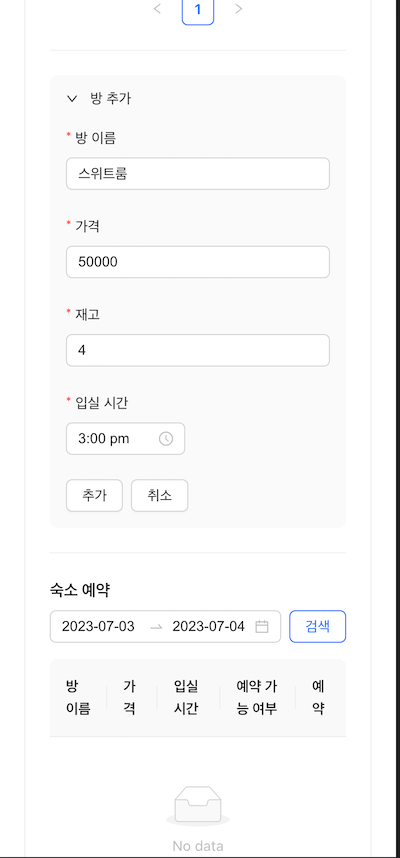 1
방 추가
* 방 이름
스위트룸
* 가격
50000
* 재고
4
* 입실 시간
3:00 pm
추가 취소
숙소 예약
2023-07-03 2023-07-04 검색
방 가 입실 예약 가 예
이름 격 시간 능 여부 약
No data